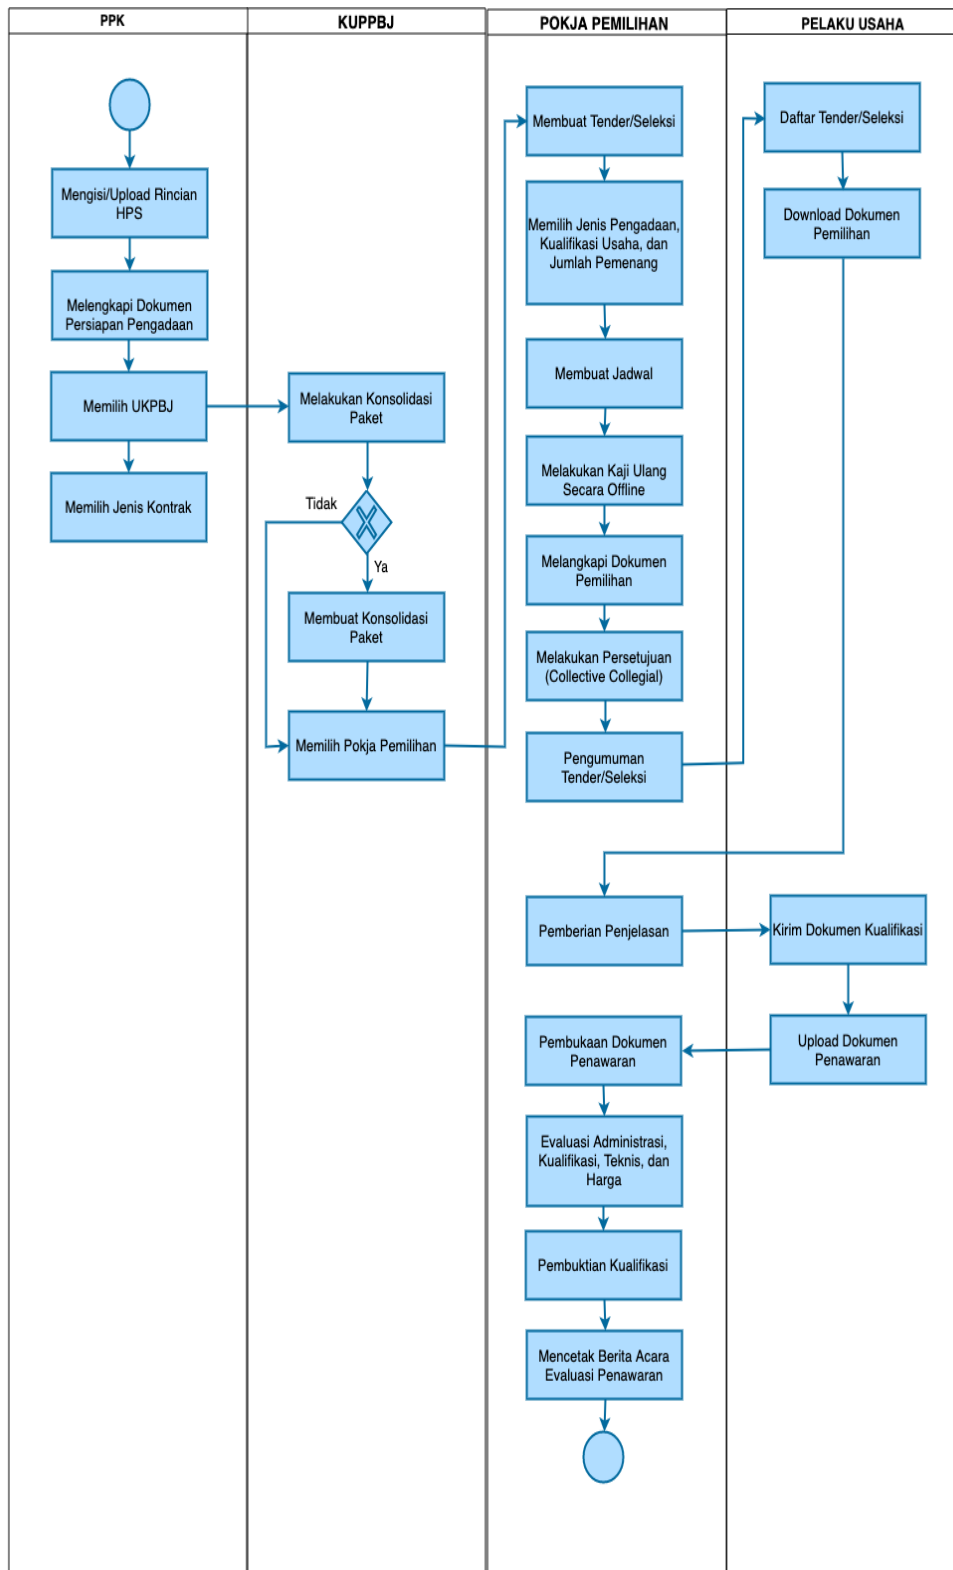 PPK
KUPPBJ
POKJA PEMILIHAN
PELAKU USAHA
Mengisi/Upload Rincian
HPS
Melengkapi Dokumen
Persiapan Pengadaan
Memilih UKPBJ
Memilih Jenis Kontrak
Melakukan Konsolidasi
Paket
Tidak
Ya
Membuat Konsolidasi
Paket
Memilih Pokja Pemilihan
Membuat Tender/Seleksi
Memilih Jenis Pengadaan,
Kualifikasi Usaha, dan
Jumlah Pemenang
Membuat Jadwal
Melakukan Kaji Ulang
Secara Offline
Melangkapi Dokumen
Pemilihan
Melakukan Persetujuan
(Collective Collegial)
Pengumuman
Tender/Seleksi
Daftar Tender/Seleksi
Download Dokumen
Pemilihan
Pemberian Penjelasan
Kirim Dokumen Kualifikasi
Upload Dokumen
Penawaran
Pembukaan Dokumen
Penawaran
Evaluasi Administrasi,
Kualifikasi, Teknis, dan
Harga
Pembuktian Kualifikasi
Mencetak Berita Acara
Evaluasi Penawaran